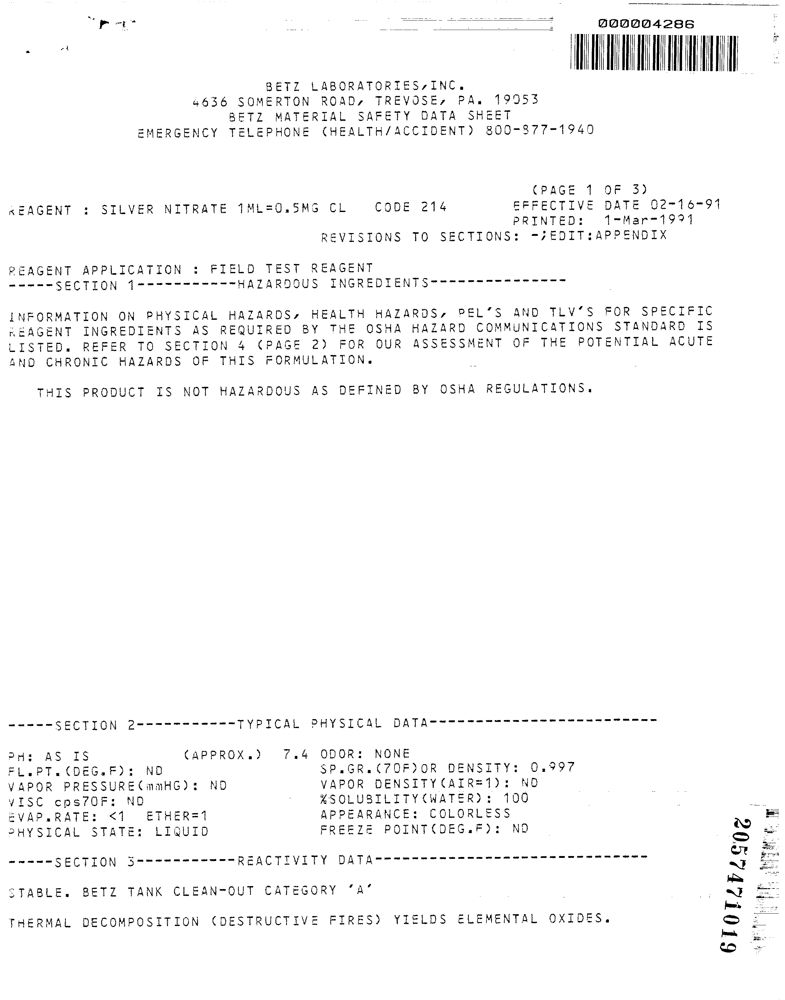 000004286
BETZ LABORATORIES,INC.
4636 SOMERTON ROAD, TREVOSE, PA. 19053
BETZ MATERIAL SAFETY DATA SHEET
EMERGENCY TELEPHONE (HEALTH/ACCIDENT) 800-877-1940
(PAGE 1 OF 3)
REAGENT : SILVER NITRATE 1ML=0.5MG CL   CODE 214   EFFECTIVE DATE 02-16-91
PRINTED:  1-Mar-1991
REVISIONS TO SECTIONS: -;EDIT:APPENDIX
REAGENT APPLICATION : FIELD TEST REAGENT
-----SECTION 1-----------HAZARDOUS INGREDIENTS---------------
INFORMATION ON PHYSICAL HAZARDS, HEALTH HAZARDS, PEL'S AND TLV'S FOR SPECIFIC
REAGENT INGREDIENTS AS REQUIRED BY THE OSHA HAZARD COMMUNICATIONS STANDARD IS
LISTED. REFER TO SECTION 4 (PAGE 2) FOR OUR ASSESSMENT OF THE POTENTIAL ACUTE
AND CHRONIC HAZARDS OF THIS FORMULATION.
THIS PRODUCT IS NOT HAZARDOUS AS DEFINED BY OSHA REGULATIONS.
-----SECTION 2-----------TYPICAL PHYSICAL DATA-------------------------
PH: AS IS          (APPROX.)  7.4 ODOR: NONE
FL.PT.(DEG.F): ND                 SP.GR.(70F)OR DENSITY: 0.997
VAPOR PRESSURE(mmHG): ND          VAPOR DENSITY(AIR=1): ND
VISC cps70F: ND                   %SOLUBILITY(WATER): 100
EVAP.RATE: <1  ETHER=1            APPEARANCE: COLORLESS
PHYSICAL STATE: LIQUID            FREEZE POINT(DEG.F): ND
-----SECTION 3-----------REACTIVITY DATA------------------------------
STABLE. BETZ TANK CLEAN-OUT CATEGORY 'A'
THERMAL DECOMPOSITION (DESTRUCTIVE FIRES) YIELDS ELEMENTAL OXIDES.
2057471019